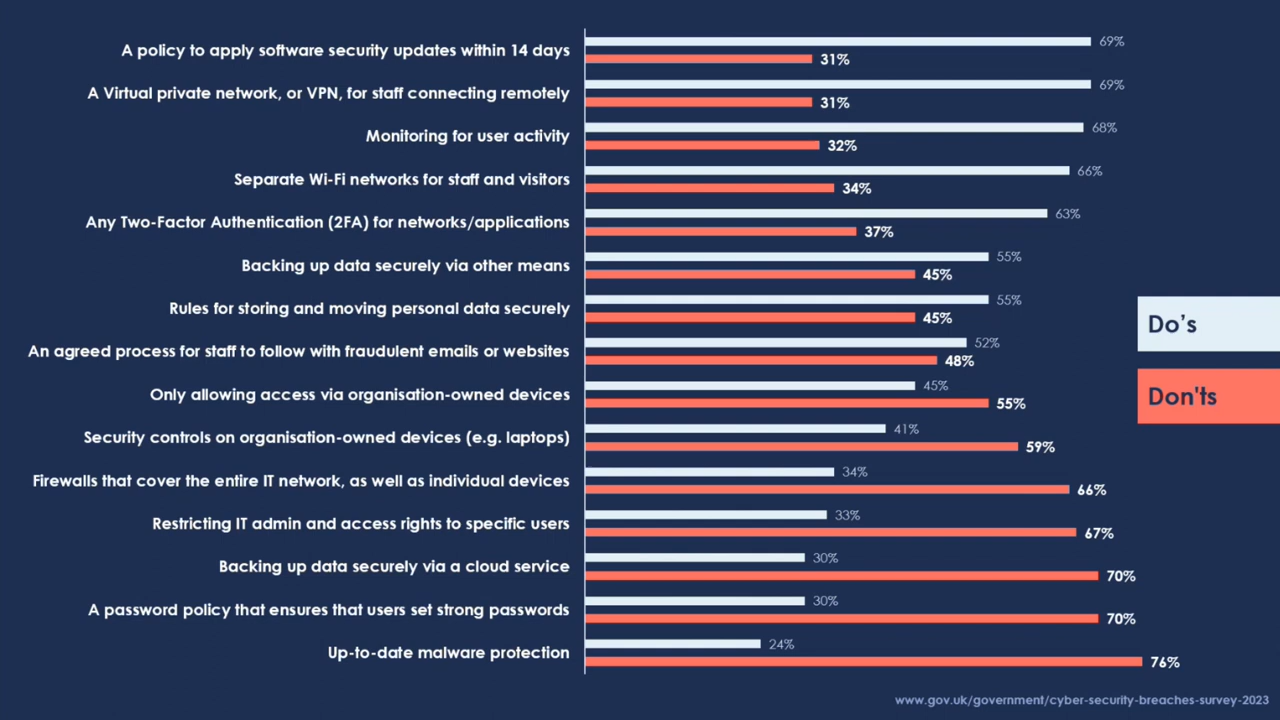 A policy to apply software security updates within 14 days
69%
31%
A Virtual private network, or VPN, for staff connecting remotely
69%
31%
Monitoring for user activity
68%
32%
Separate Wi-Fi networks for staff and visitors
66%
34%
Any Two-Factor Authentication (2FA) for networks/applications
63%
37%
Backing up data securely via other means
55%
45%
Rules for storing and moving personal data securely
55%
45%
An agreed process for staff to follow with fraudulent emails or websites
52%
48%
Only allowing access via organisation-owned devices
45%
55%
Security controls on organisation-owned devices (e.g. laptops)
41%
59%
Firewalls that cover the entire IT network, as well as individual devices
34%
66%
Restricting IT admin and access rights to specific users
33%
67%
Backing up data securely via a cloud service
30%
70%
A password policy that ensures that users set strong passwords
30%
70%
Up-to-date malware protection
24%
76%
Do’s
Don'ts
www.gov.uk/government/cyber-security-breaches-survey-2023